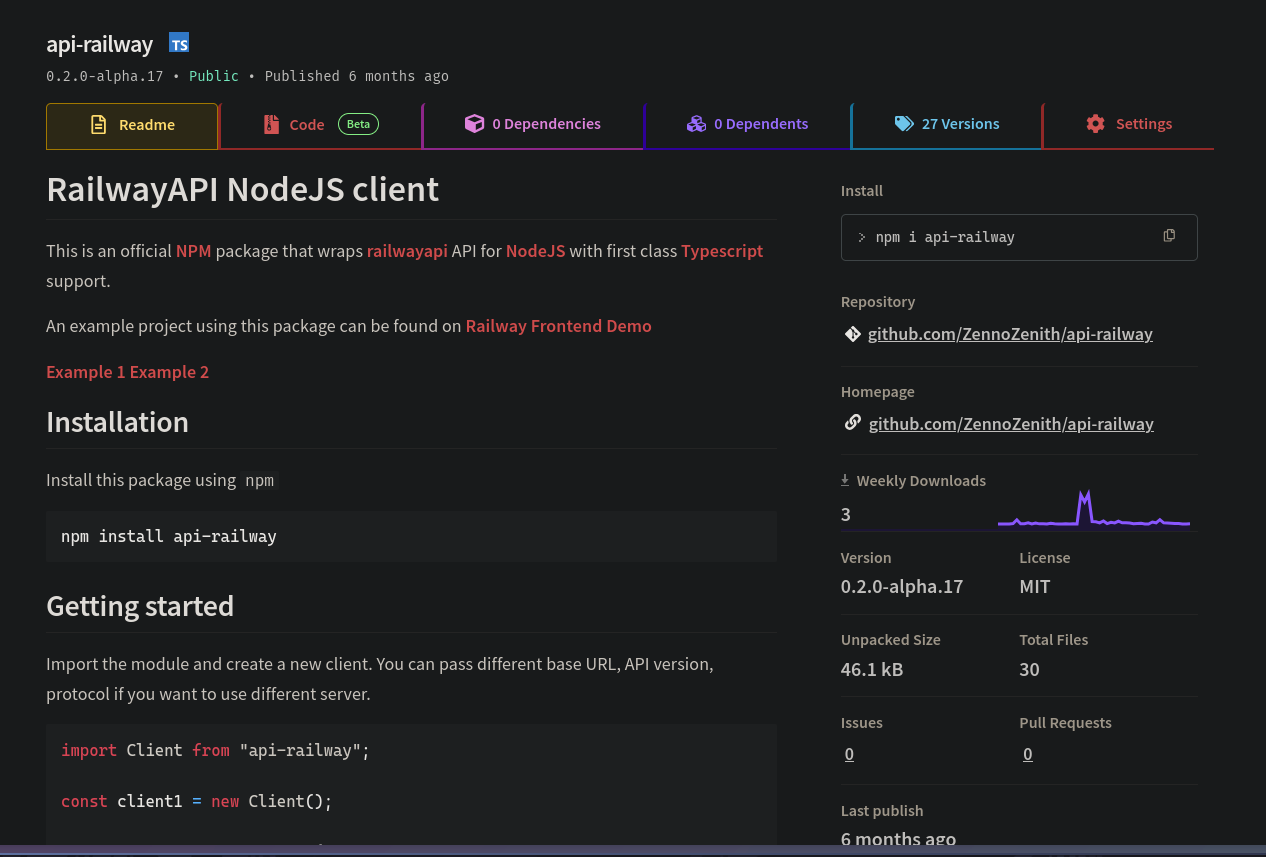 api-railway TS
0.2.0-alpha.17 • Public • Published 6 months ago
Readme
Code Beta
0 Dependencies
0 Dependents
27 Versions
Settings
RailwayAPI NodeJS client
This is an official NPM package that wraps railwayapi API for NodeJS with first class Typescript
support.
An example project using this package can be found on Railway Frontend Demo
Example 1 Example 2
Installation
Install this package using npm
npm install api-railway
Getting started
Import the module and create a new client. You can pass different base URL, API version,
protocol if you want to use different server.
import Client from "api-railway";
const client1 = new Client();
Install
> npm i api-railway
Repository
github.com/ZennoZenith/api-railway
Homepage
github.com/ZennoZenith/api-railway
Weekly Downloads
3
Version
0.2.0-alpha.17
License
MIT
Unpacked Size
46.1 kB
Total Files
30
Issues
0
Pull Requests
0
Last publish
6 months ago